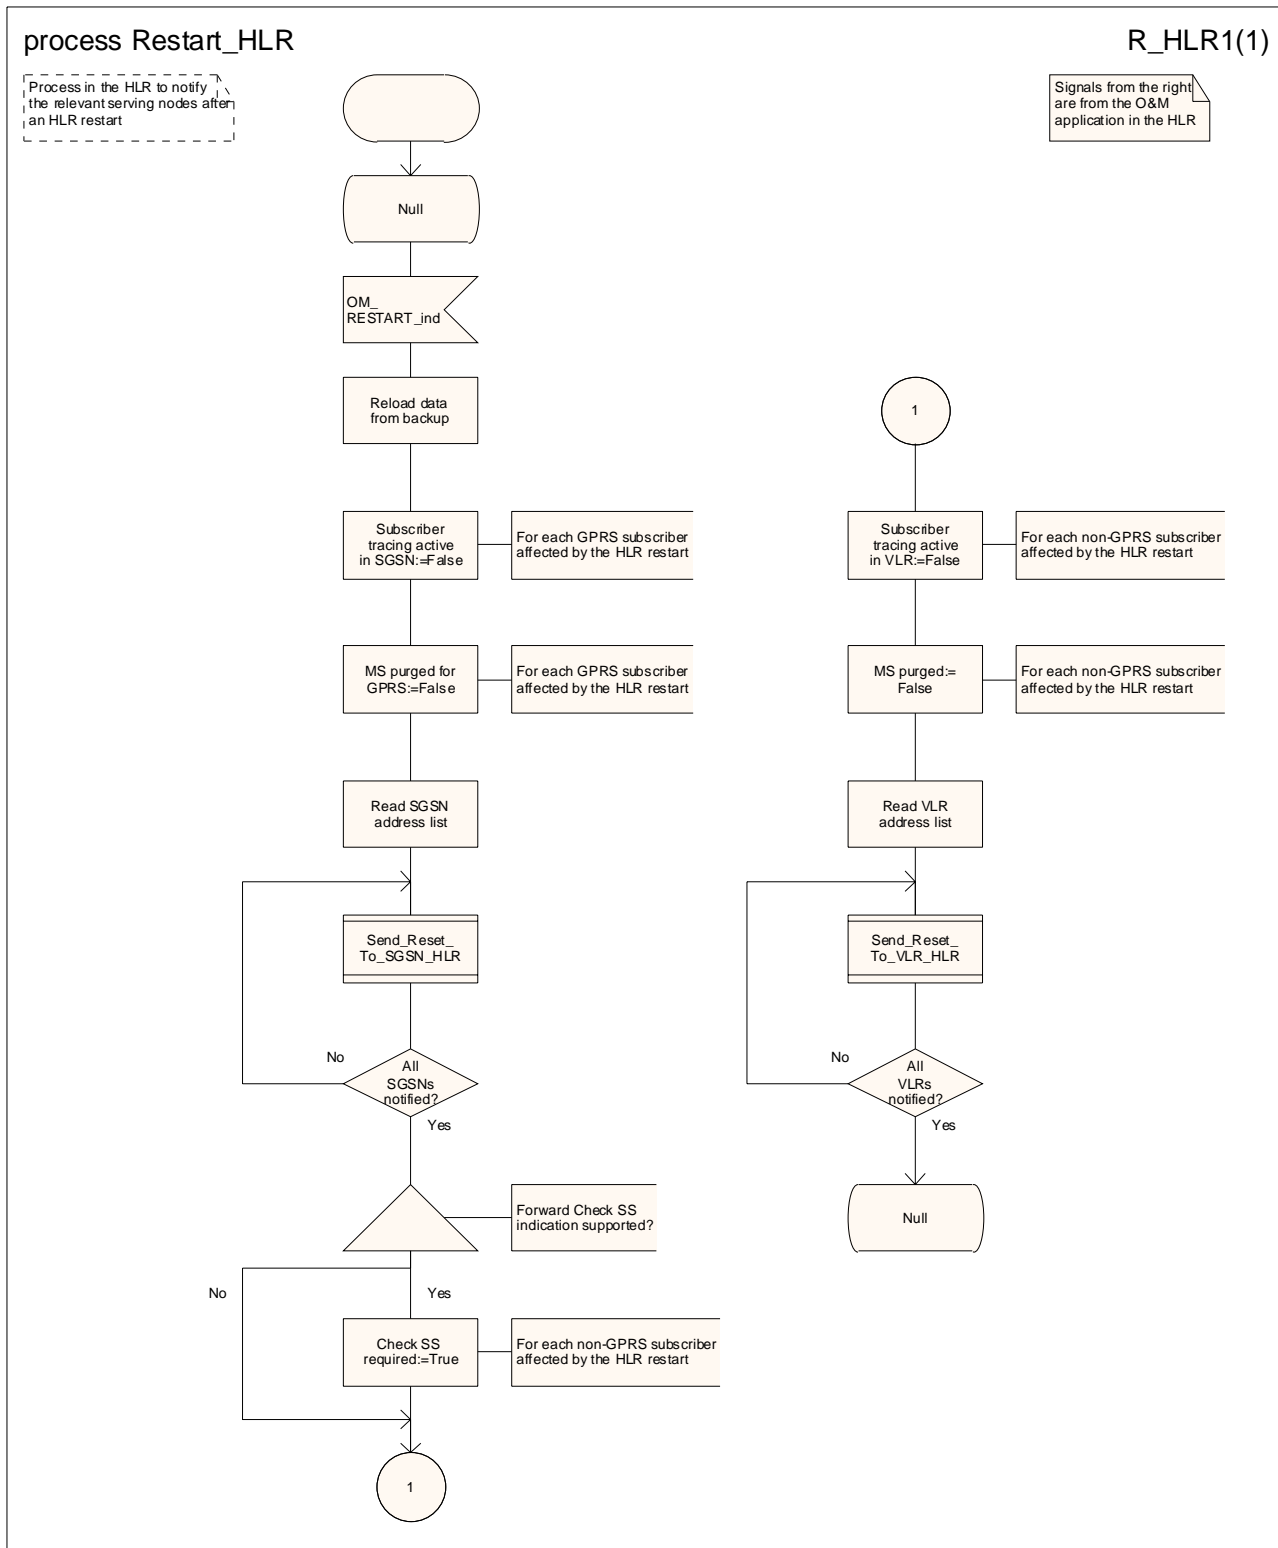 process Restart_HLR
R_HLR1(1)
Process in the HLR to notify
the relevant serving nodes after
an HLR restart
Signals from the right
are from the O&M
application in the HLR
Null
OM_
RESTART_ind
Reload data
from backup
Subscriber
tracing active
in SGSN:=False
For each GPRS subscriber
affected by the HLR restart
MS purged for
GPRS:=False
For each GPRS subscriber
affected by the HLR restart
Read SGSN
address list
Send_Reset_
To_SGSN_HLR
No
All
SGSNs
notified?
Yes
Forward Check SS
indication supported?
No
Yes
Check SS
required:=True
For each non-GPRS subscriber
affected by the HLR restart
1
1
Subscriber
tracing active
in VLR:=False
For each non-GPRS subscriber
affected by the HLR restart
MS purged:=
False
For each non-GPRS subscriber
affected by the HLR restart
Read VLR
address list
Send_Reset_
To_VLR_HLR
No
All
VLRs
notified?
Yes
Null